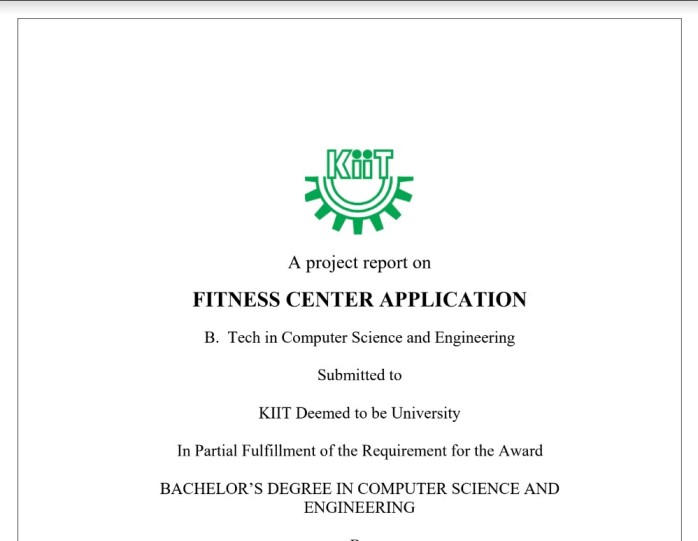 KiiT
A project report on
FITNESS CENTER APPLICATION
B. Tech in Computer Science and Engineering
Submitted to
KIIT Deemed to be University
In Partial Fulfillment of the Requirement for the Award
BACHELOR’S DEGREE IN COMPUTER SCIENCE AND
ENGINEERING